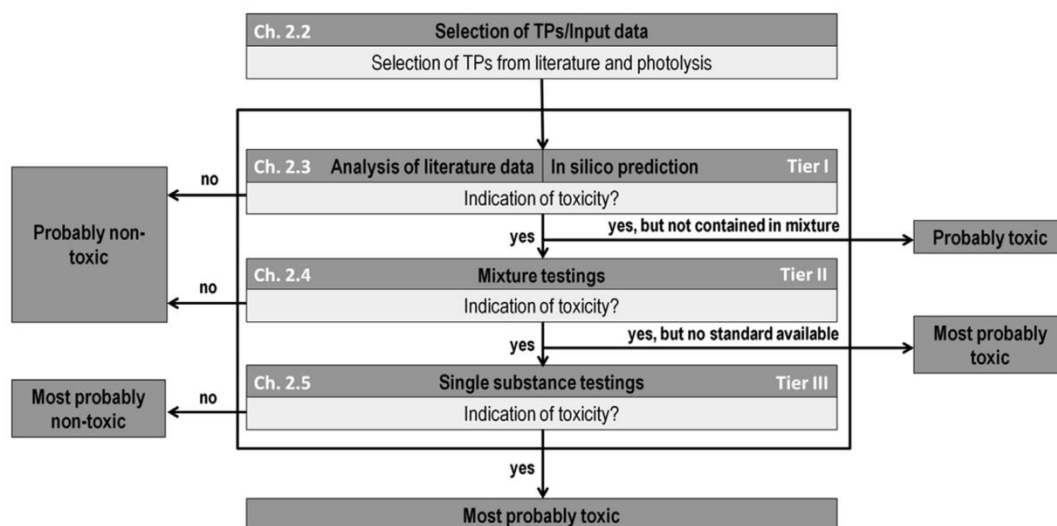 Ch. 2.2 Selection of TPs/Input data
Selection of TPs from literature and photolysis
Ch. 2.3 Analysis of literature data In silico prediction Tier I
no
Indication of toxicity?
Probably non-
toxic
yes
yes, but not contained in mixture
Probably toxic
Ch. 2.4 Mixture testings Tier II
no
Indication of toxicity?
yes
yes, but no standard available
Most probably
toxic
Ch. 2.5 Single substance testings Tier III
Most probably
non-toxic
no
Indication of toxicity?
yes
Most probably toxic